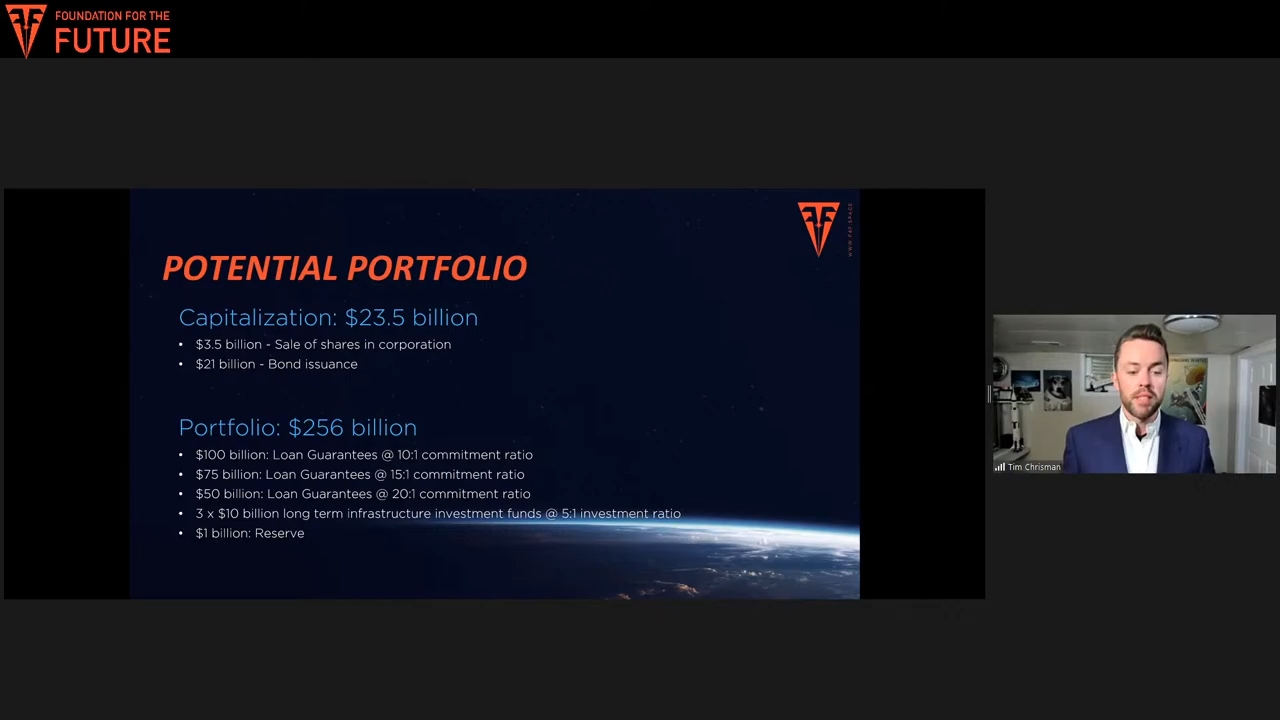 FOUNDATION FOR THE
FUTURE
WWW.F4F.SPACE
POTENTIAL PORTFOLIO
Capitalization: $23.5 billion
• $3.5 billion - Sale of shares in corporation
• $21 billion - Bond issuance
Portfolio: $256 billion
• $100 billion: Loan Guarantees @ 10:1 commitment ratio
• $75 billion: Loan Guarantees @ 15:1 commitment ratio
• $50 billion: Loan Guarantees @ 20:1 commitment ratio
• 3 x $10 billion long term infrastructure investment funds @ 5:1 investment ratio
• $1 billion: Reserve
Tim Chrisman